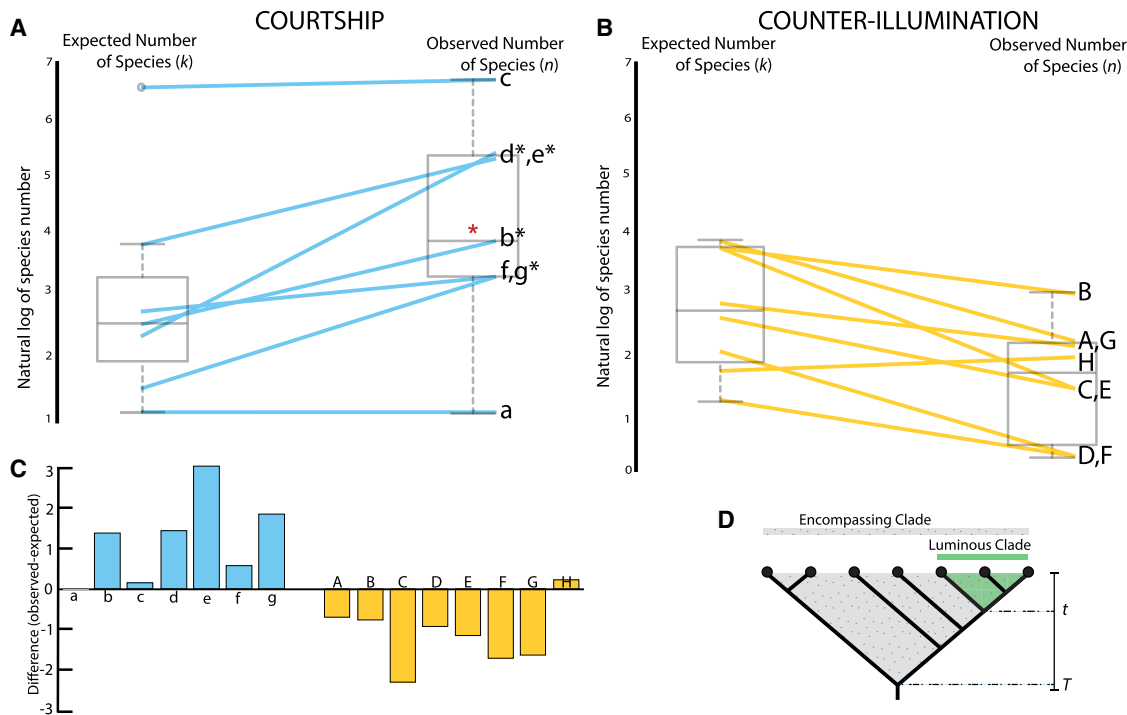 A
COURTSHIP
Expected Number
of Species (k)
Observed Number
of Species (n)
Natural log of species number
7
6
5
4
3
2
1
c
d*,e*
*
b*
f,g*
a
B
COUNTER-ILLUMINATION
Expected Number
of Species (k)
Observed Number
of Species (n)
Natural log of species number
7
6
5
4
3
2
1
0
B
A,G
H
C,E
D,F
C
Difference (observed-expected)
3
2
1
0
-1
-2
-3
a
b
c
d
e
f
g
A
B
C
D
E
F
G
H
D
Encompassing Clade
Luminous Clade
t
T